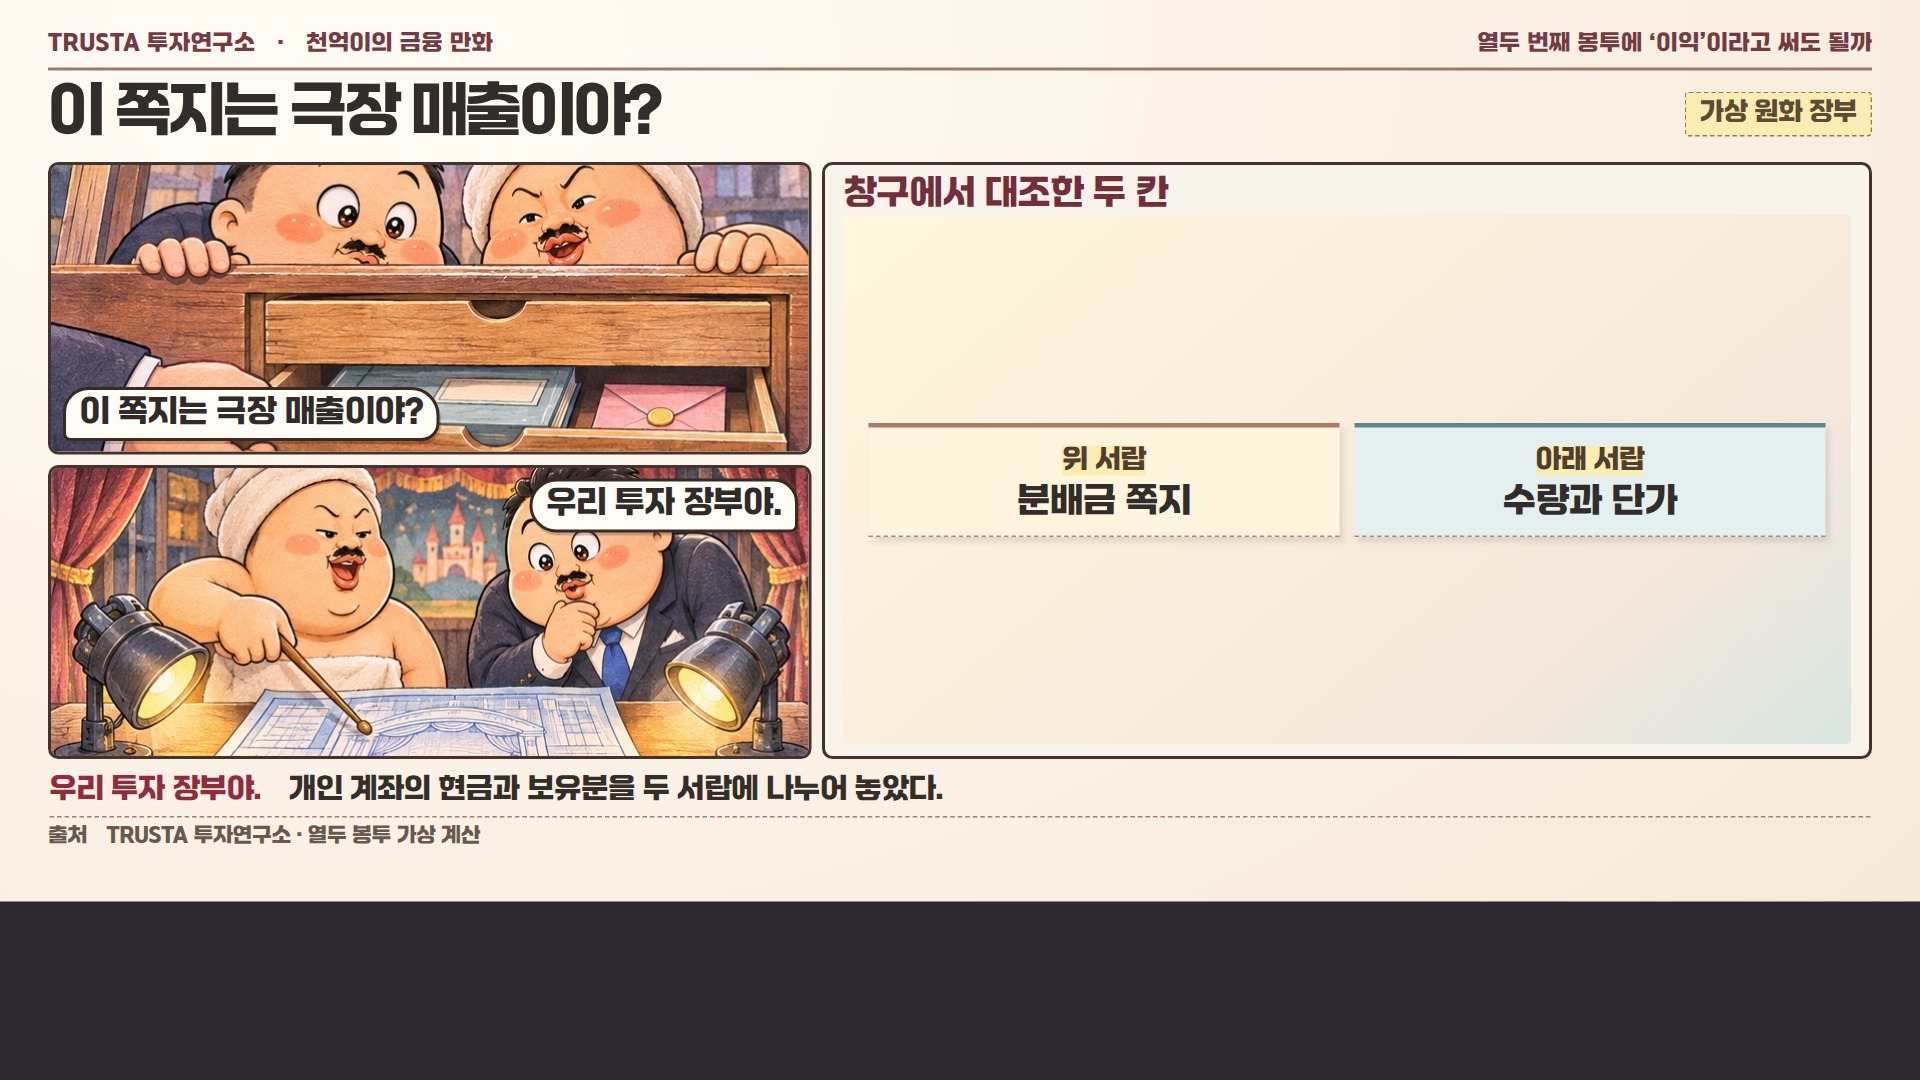 TRUSTA 투자연구소 · 천억이의 금융 만화
열두 번째 봉투에 ‘이익’이라고 써도 될까
이 쪽지는 극장 매출이야?
가상 원화 장부
이 쪽지는 극장 매출이야?
우리 투자 장부야.
창구에서 대조한 두 칸
위 서랍
분배금 쪽지
아래 서랍
수량과 단가
우리 투자 장부야. 개인 계좌의 현금과 보유분을 두 서랍에 나누어 놓았다.
출처 TRUSTA 투자연구소 · 열두 봉투 가상 계산